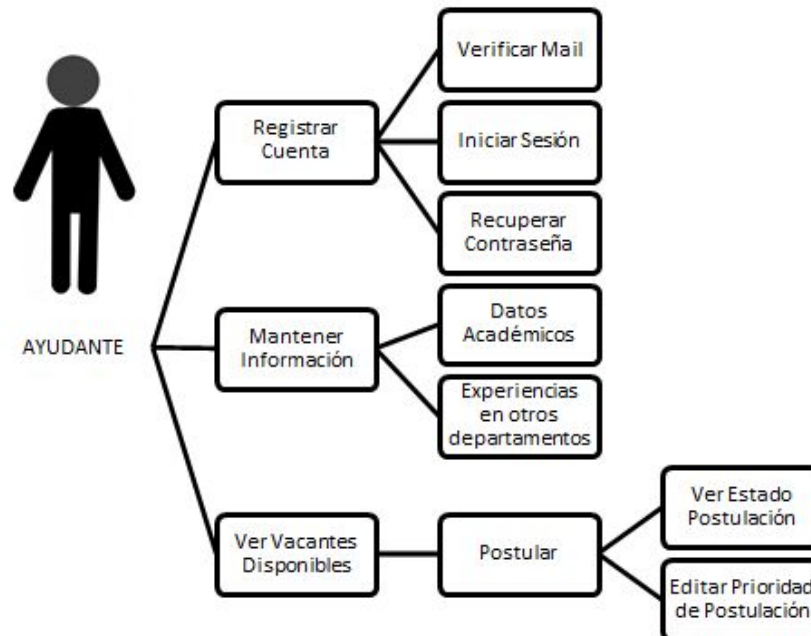 Verificar Mail
Registrar
Cuenta
Iniciar Sesión
Recuperar
Contraseña
AYUDANTE
Mantener
Información
Datos
Académicos
Experiencias
en otros
departamentos
Ver Vacantes
Disponibles
Postular
Ver Estado
Postulación
Editar Prioridad
de Postulación